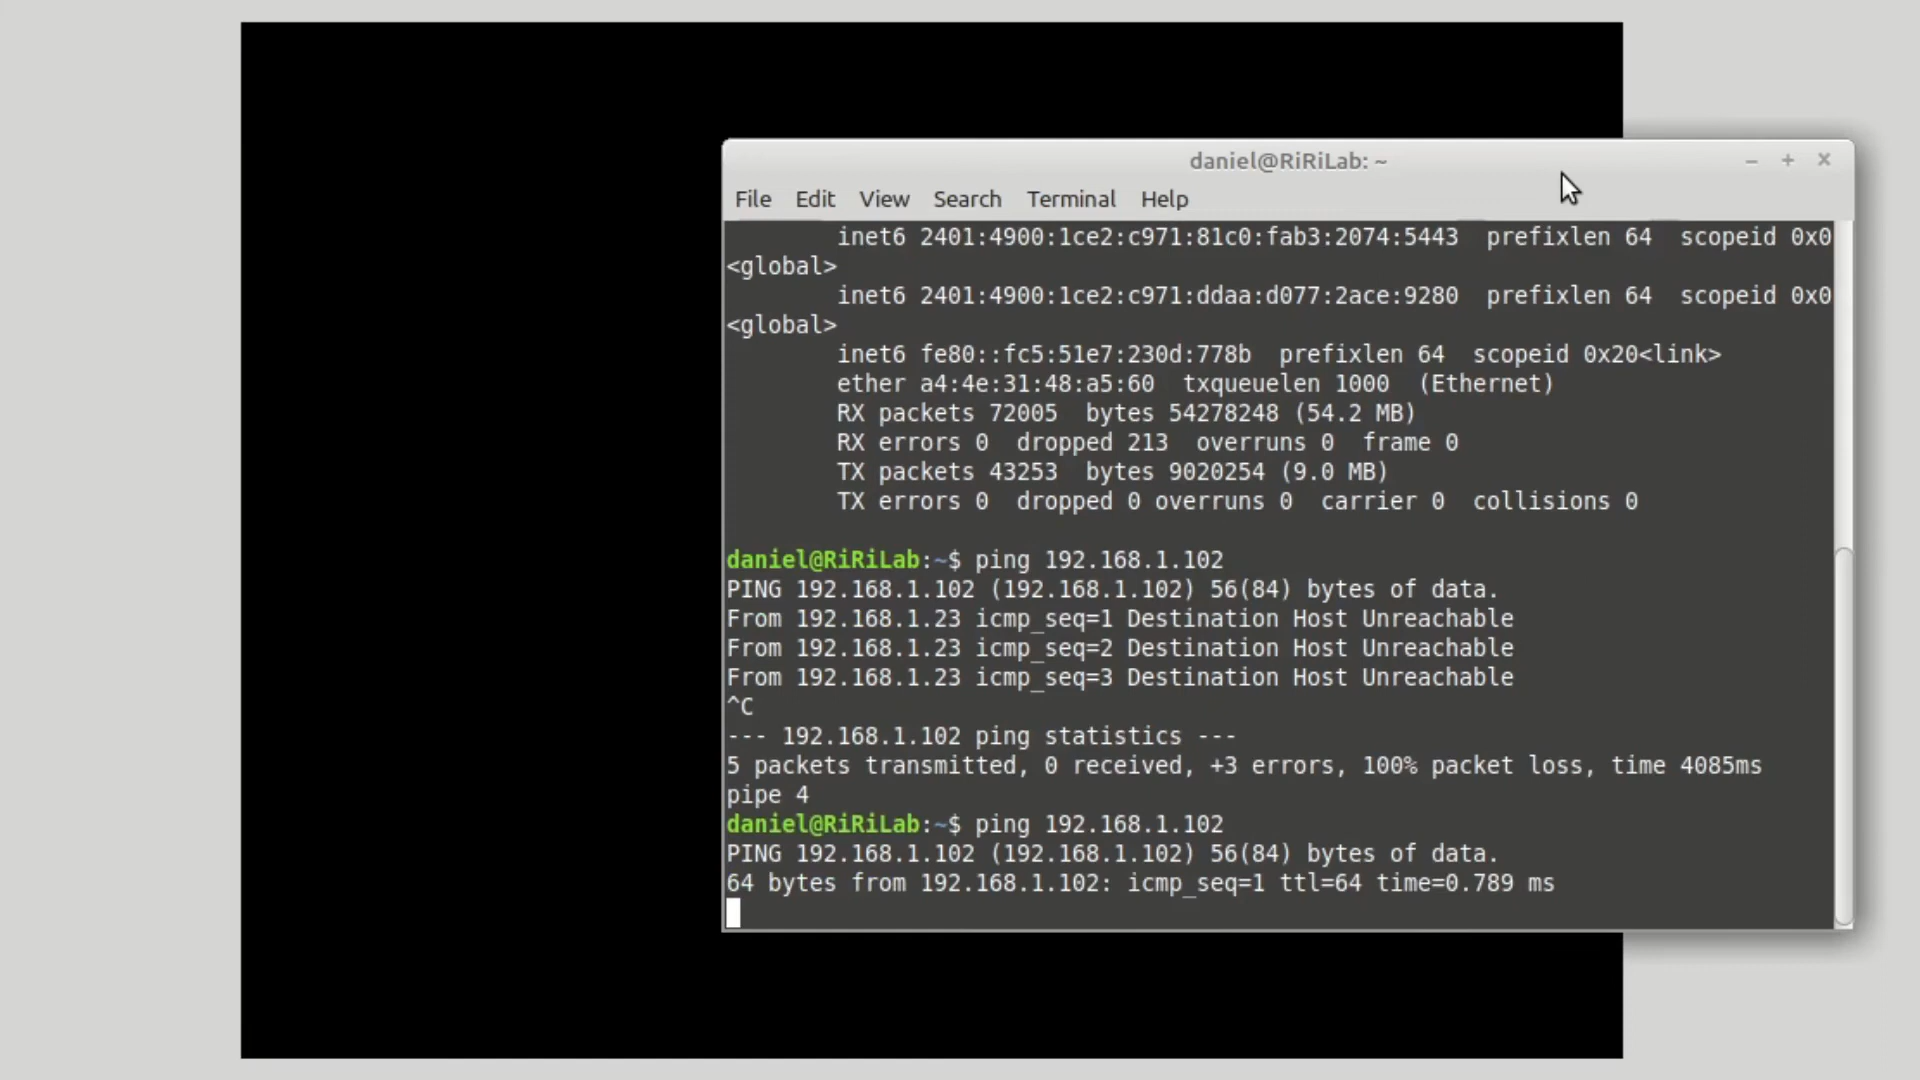 daniel@RiRiLab: ~
File Edit View Search Terminal Help
inet6 2401:4900:1ce2:c971:81c0:fab3:2074:5443  prefixlen 64  scopeid 0x0
<global>
inet6 2401:4900:1ce2:c971:ddaa:d077:2ace:9280  prefixlen 64  scopeid 0x0
<global>
inet6 fe80::fc5:51e7:230d:778b  prefixlen 64  scopeid 0x20<link>
ether a4:4e:31:48:a5:60  txqueuelen 1000  (Ethernet)
RX packets 72005  bytes 54278248 (54.2 MB)
RX errors 0  dropped 213  overruns 0  frame 0
TX packets 43253  bytes 9020254 (9.0 MB)
TX errors 0  dropped 0 overruns 0  carrier 0  collisions 0
daniel@RiRiLab:~$ ping 192.168.1.102
PING 192.168.1.102 (192.168.1.102) 56(84) bytes of data.
From 192.168.1.23 icmp_seq=1 Destination Host Unreachable
From 192.168.1.23 icmp_seq=2 Destination Host Unreachable
From 192.168.1.23 icmp_seq=3 Destination Host Unreachable
^C
--- 192.168.1.102 ping statistics ---
5 packets transmitted, 0 received, +3 errors, 100% packet loss, time 4085ms
pipe 4
daniel@RiRiLab:~$ ping 192.168.1.102
PING 192.168.1.102 (192.168.1.102) 56(84) bytes of data.
64 bytes from 192.168.1.102: icmp_seq=1 ttl=64 time=0.789 ms